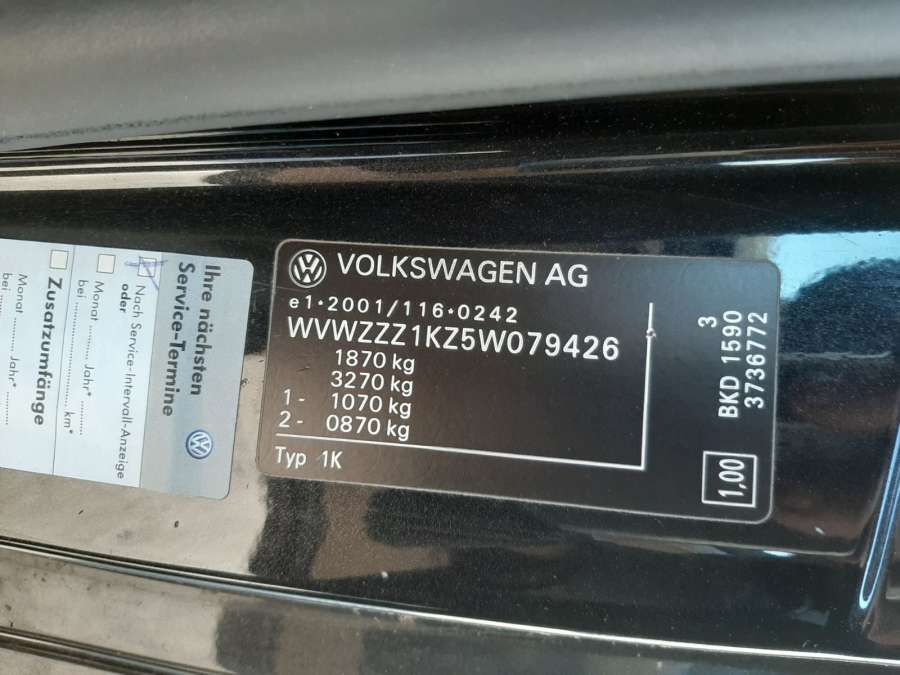 VOLKSWAGEN AG
e1*2001/116*0242
WVWZZZ1KZ5W079426
1870 kg
3270 kg
1 - 1070 kg
2 - 0870 kg
Typ 1K
3
BKD 1590
3736772
1,00
Ihre nächsten
Service-Termine
Nach Service-Intervall-Anzeige
oder
Monat ........... Jahr* ...........
bei ........................ km*
Zusatzumfänge
Monat ........... Jahr* ...........
bei